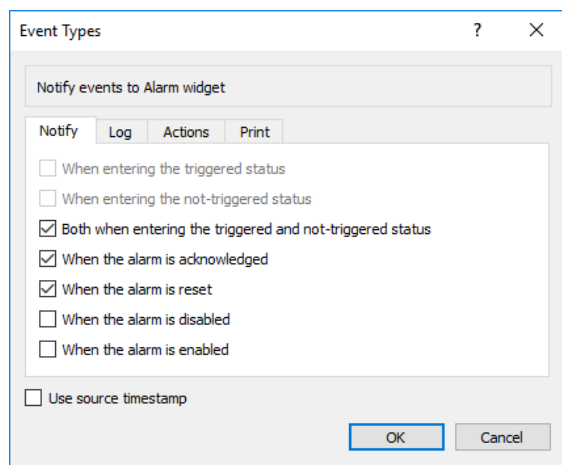 Event Types
?
Notify events to Alarm widget
Notify Log Actions Print
When entering the triggered status
When entering the not-triggered status
Both when entering the triggered and not-triggered status
When the alarm is acknowledged
When the alarm is reset
When the alarm is disabled
When the alarm is enabled
Use source timestamp
OK Cancel